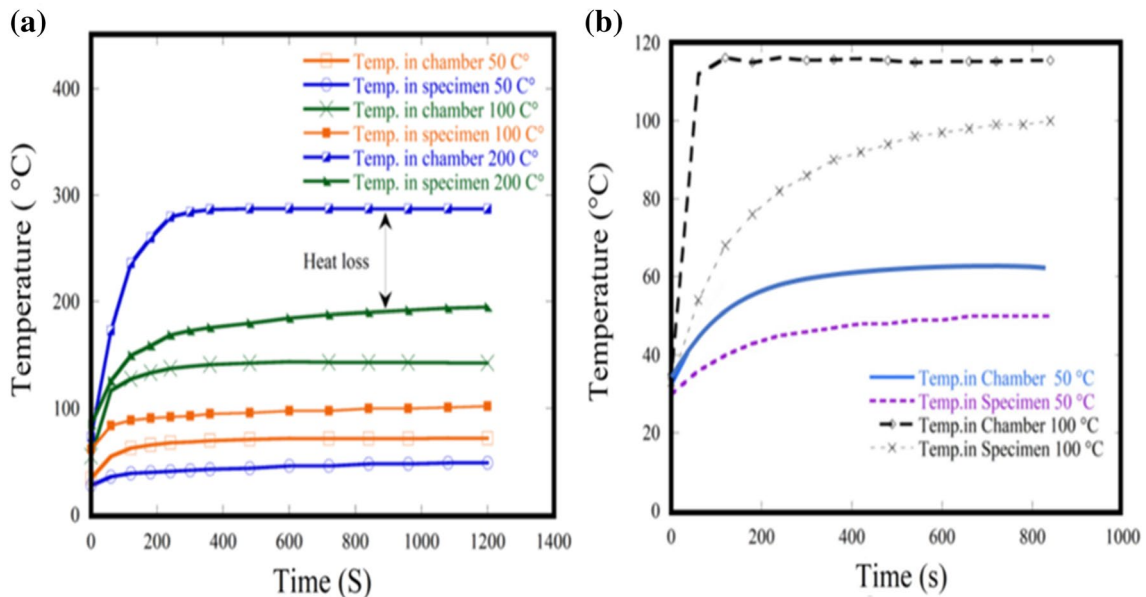 (a)
Temperature ( °C)
400
300
200
100
0
Temp. in chamber 50 C°
Temp. in specimen 50 C°
Temp. in chamber 100 C°
Temp. in specimen 100 C°
Temp. in chamber 200 C°
Temp. in specimen 200 C°
Heat loss
0 200 400 600 800 1000 1200 1400
Time (S)
(b)
Temperature (°C)
120
100
80
60
40
20
0
Temp.in Chamber 50 °C
Temp.in Specimen 50 °C
Temp.in Chamber 100 °C
Temp.in Specimen 100 °C
0 200 400 600 800 1000
Time (s)